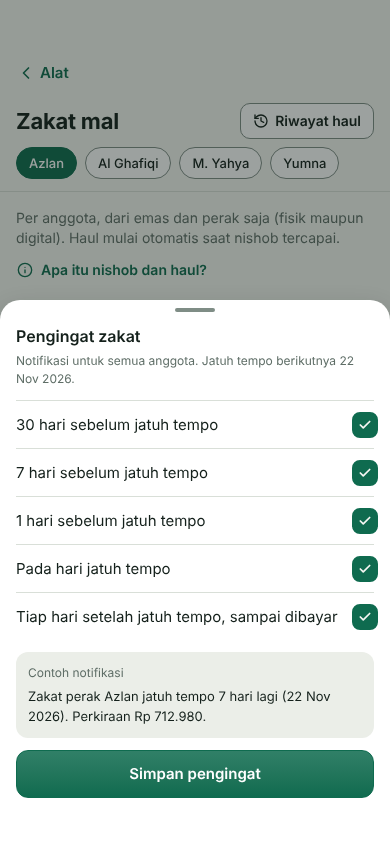 Alat
Zakat mal
Riwayat haul
Azlan
Al Ghafiqi
M. Yahya
Yumna
Per anggota, dari emas dan perak saja (fisik maupun
digital). Haul mulai otomatis saat nishob tercapai.
Apa itu nishob dan haul?
Pengingat zakat
Notifikasi untuk semua anggota. Jatuh tempo berikutnya 22
Nov 2026.
30 hari sebelum jatuh tempo
7 hari sebelum jatuh tempo
1 hari sebelum jatuh tempo
Pada hari jatuh tempo
Tiap hari setelah jatuh tempo, sampai dibayar
Contoh notifikasi
Zakat perak Azlan jatuh tempo 7 hari lagi (22 Nov
2026). Perkiraan Rp 712.980.
Simpan pengingat